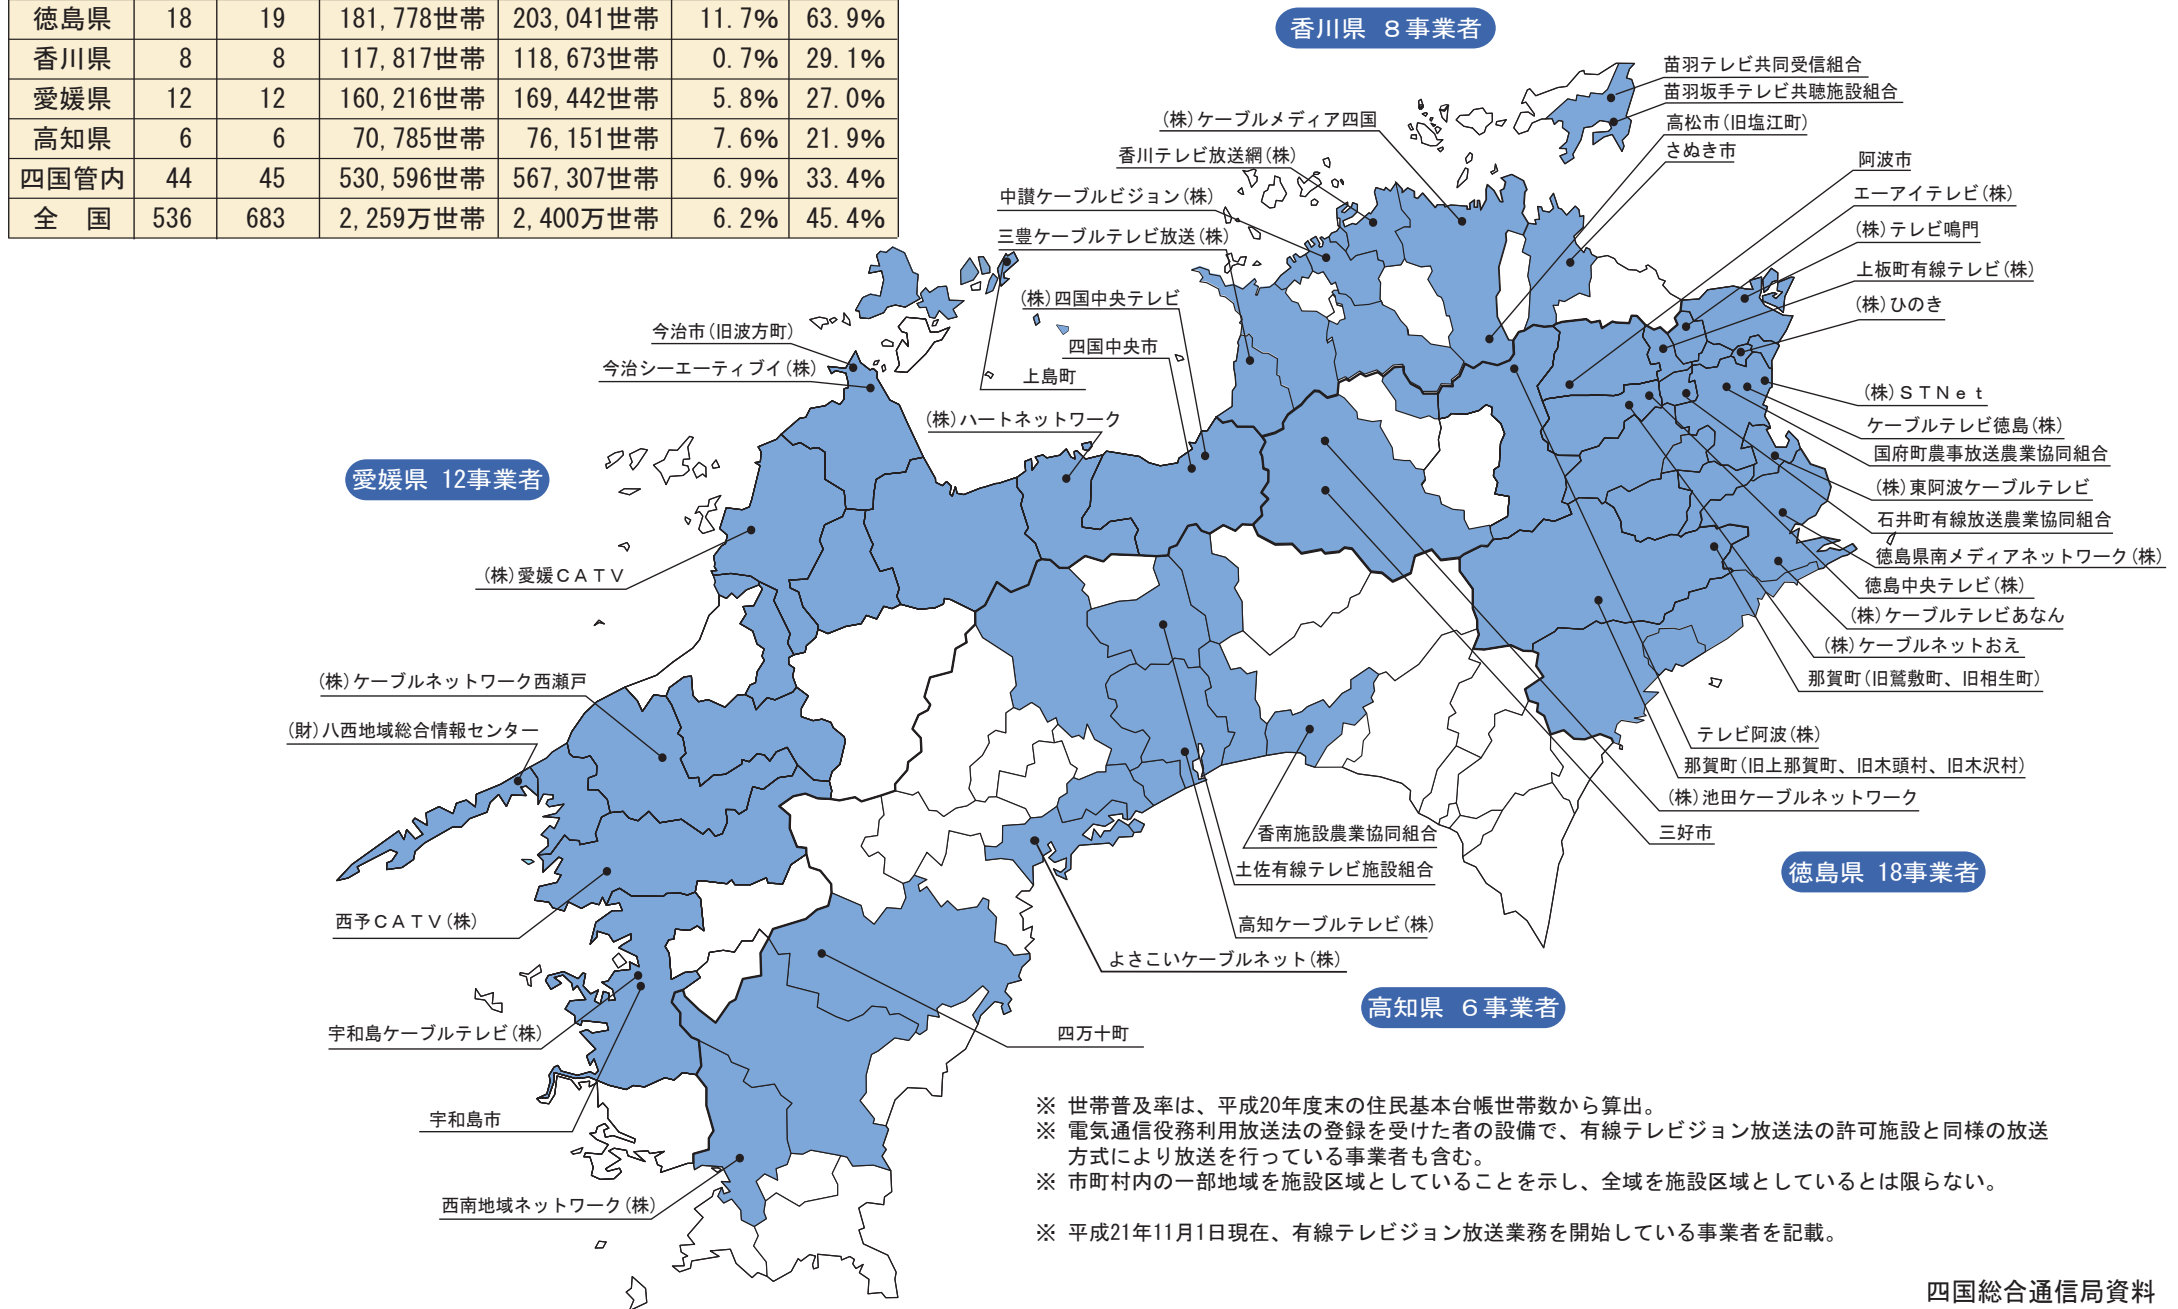 徳島県 18 19 181,778世帯 203,041世帯 11.7% 63.9%
香川県 8 8 117,817世帯 118,673世帯 0.7% 29.1%
愛媛県 12 12 160,216世帯 169,442世帯 5.8% 27.0%
高知県 6 6 70,785世帯 76,151世帯 7.6% 21.9%
四国管内 44 45 530,596世帯 567,307世帯 6.9% 33.4%
全 国 536 683 2,259万世帯 2,400万世帯 6.2% 45.4%
香川県 8事業者
苗羽テレビ共同受信組合
苗羽坂手テレビ共聴施設組合
高松市(旧塩江町)
さぬき市
(株)ケーブルメディア四国
香川テレビ放送網(株)
中讃ケーブルビジョン(株)
三豊ケーブルテレビ放送(株)
阿波市
エーアイテレビ(株)
(株)テレビ鳴門
上板町有線テレビ(株)
(株)ひのき
(株)STNet
ケーブルテレビ徳島(株)
国府町農事放送農業協同組合
(株)東阿波ケーブルテレビ
石井町有線放送農業協同組合
徳島県南メディアネットワーク(株)
徳島中央テレビ(株)
(株)ケーブルテレビあなん
(株)ケーブルネットおえ
那賀町(旧鷲敷町、旧相生町)
テレビ阿波(株)
那賀町(旧上那賀町、旧木頭村、旧木沢村)
(株)池田ケーブルネットワーク
三好市
徳島県 18事業者
(株)四国中央テレビ
四国中央市
上島町
今治市(旧波方町)
今治シーエーティブイ(株)
(株)ハートネットワーク
愛媛県 12事業者
(株)愛媛CATV
(株)ケーブルネットワーク西瀬戸
(財)八西地域総合情報センター
西予CATV(株)
宇和島ケーブルテレビ(株)
宇和島市
西南地域ネットワーク(株)
香南施設農業協同組合
土佐有線テレビ施設組合
高知ケーブルテレビ(株)
よさこいケーブルネット(株)
四万十町
高知県 6事業者
※ 世帯普及率は、平成20年度末の住民基本台帳世帯数から算出。
※ 電気通信役務利用放送法の登録を受けた者の設備で、有線テレビジョン放送法の許可施設と同様の放送
方式により放送を行っている事業者も含む。
※ 市町村内の一部地域を施設区域としていることを示し、全域を施設区域としているとは限らない。
※ 平成21年11月1日現在、有線テレビジョン放送業務を開始している事業者を記載。
四国総合通信局資料